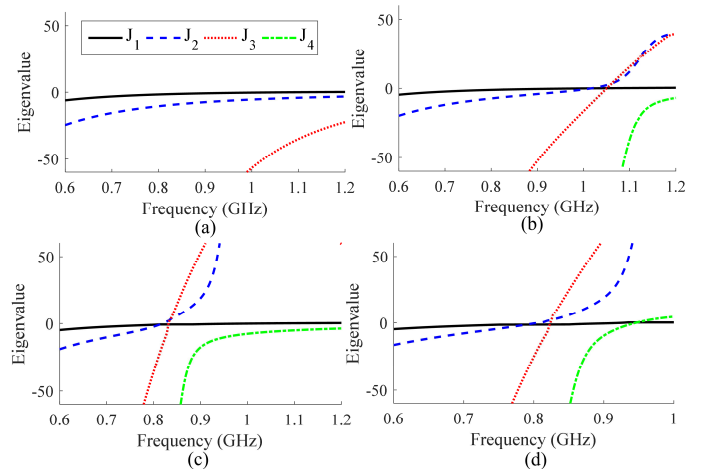 50
0
-50
Eigenvalue
J1 J2 J3 J4
0.6 0.7 0.8 0.9 1 1.1 1.2
Frequency (GHz)
(a)
50
0
-50
Eigenvalue
0.6 0.7 0.8 0.9 1 1.1 1.2
Frequency (GHz)
(b)
50
0
-50
Eigenvalue
0.6 0.7 0.8 0.9 1 1.1 1.2
Frequency (GHz)
(c)
50
0
-50
Eigenvalue
0.6 0.7 0.8 0.9 1
Frequency (GHz)
(d)